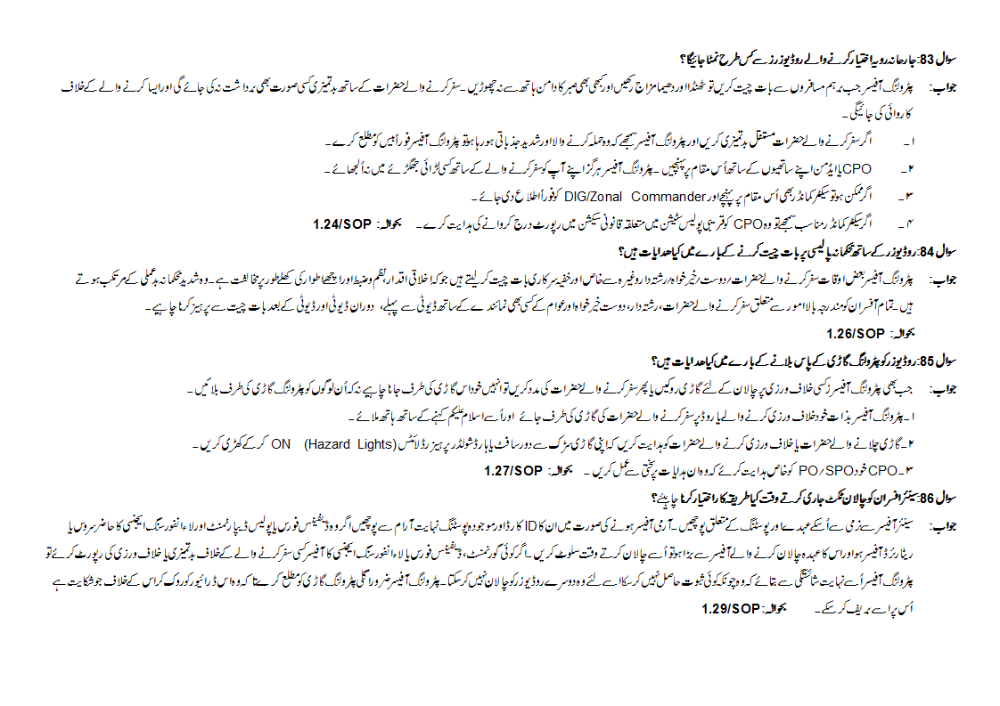 سوال 83: جارحانہ رویہ اختیار کرنے والے روڈ یوزرز سے کس طرح نمٹا جائیگا؟
جواب: پٹرولنگ آفیسر جب برہم مسافروں سے بات چیت کریں تو ٹھنڈا اور دھیما مزاج رکھیں اور کبھی بھی صبر کا دامن ہاتھ سے نہ چھوڑیں ۔ سفر کرنے والے حضرات کے ساتھ بدتمیزی کسی صورت بھی برداشت نہ کی جائے گی اور ایسا کرنے والے کے خلاف
کاروائی کی جائیگی ۔
۱۔ اگر سفر کرنے والے حضرات مستقل بدتمیزی کریں اور پٹرولنگ آفیسر سمجھے کہ وہ حملہ کرنے والا اور شدید جذباتی ہو رہا ہو تو پٹرولنگ آفیسر فوراً بیس کو مطلع کرے ۔
۲۔ CPO یا ایڈمن اپنے ساتھیوں کے ساتھ اُس مقام پر پہنچیں ۔ پٹرولنگ آفیسر ہرگز اپنے آپ کو سفر کرنے والے کے ساتھ کسی لڑائی جھگڑے میں نہ اُلجھائے ۔
۳۔ اگر ممکن ہو تو سیکٹر کمانڈر بھی اُس مقام پر پہنچے اور DIG/Zonal Commander کو فوراً اطلاع دی جائے ۔
۴۔ اگر سیکٹر کمانڈر مناسب سمجھے تو وہ CPO کو قریبی پولیس سٹیشن میں متعلقہ قانونی سیکشن میں رپورٹ درج کروانے کی ہدایت کرے ۔ بحوالہ: 1.24/SOP
سوال 84: روڈ یوزر کے ساتھ محکمانہ پالیسی پر بات چیت کرنے کے بارے میں کیا ھدایات ہیں؟
جواب: پٹرولنگ آفیسر بعض اوقات سفر کرنے والے حضرات/دوست/خیر خواہ/رشتہ دار وغیرہ سے خاص اور خفیہ سرکاری بات چیت کر لیتے ہیں جو کہ اخلاقی اقدار، نظم و ضبط اور اچھا اطوار کی کھلے طور پر مخالفت ہے ۔ وہ شدید محکمانہ بدعملی کے مرتکب ہوتے
ہیں ۔ تمام آفسران کو مندرجہ بالا امور سے متعلق سفر کرنے والے حضرات، رشتہ دار، دوست خیر خواہ اور عوام کے کسی بھی نمائندے کے ساتھ ڈیوٹی سے پہلے، دوران ڈیوٹی اور ڈیوٹی کے بعد بات چیت سے پرہیز کرنا چاہیے ۔
بحوالہ: 1.26/SOP
سوال 85: روڈ یوزر کو پٹرولنگ گاڑی کے پاس بلانے کے بارے میں کیا ھدایات ہیں؟
جواب: جب بھی پٹرولنگ آفیسرز کسی خلاف ورزی پر چالان کے لئے گاڑی روکیں یا پھر سفر کرنے والے حضرات کی مدد کریں تو انہیں خود اس گاڑی کی طرف جانا چاہیے نہ کہ اُن لوگوں کو پٹرولنگ گاڑی کی طرف بلائیں ۔
۱۔ پٹرولنگ آفیسر بذات خود خلاف ورزی کرنے والے یا روڈ پر سفر کرنے والے حضرات کی گاڑی کی طرف جائے اور اُسے اسلام علیکم کہنے کے ساتھ ہاتھ ملائے ۔
۲۔ گاڑی چلانے والے حضرات یا خلاف ورزی کرنے والے حضرات کو ہدایت کریں کہ اپنی گاڑی سڑک سے دور سافٹ یا ہارڈ شولڈر پر ہیزرڈ لائٹس (Hazard Lights) ON کر کے کھڑی کریں ۔
۳۔ CPO خود PO/SPO کو خاص ہدایت کرئے کہ وہ ان ہدایات پر سختی سے عمل کریں ۔ بحوالہ: 1.27/SOP
سوال 86: سینئر افسران کو چالان ٹکٹ جاری کرتے وقت کیا طریقہ کار اختیار کرنا چاہئے؟
جواب: سینئر آفیسر سے نرمی سے اُسکے عہدے اور پوسٹنگ کے متعلق پوچھیں ۔ آرمی آفیسر ہونے کی صورت میں ان کا ID کارڈ اور موجودہ پوسٹنگ نہایت آرام سے پوچھیں اگر وہ ڈیفینس فورس یا پولیس ڈیپارٹمنٹ اور لاء انفورسنگ ایجنسی کا حاضر سروس یا
ریٹائرڈ آفیسر ہو اور اس کا عہدہ چالان کرنے والے آفیسر سے بڑا ہو تو اُسے چالان کرتے وقت سلوٹ کریں ۔ اگر کوئی گورنمنٹ، ڈیفینس فورس یا لاء انفورسنگ ایجنسی کا آفیسر کسی سفر کرنے والے کے خلاف بدتمیزی یا خلاف ورزی کی رپورٹ کرئے تو
پٹرولنگ آفیسر اُسے نہایت شائستگی سے بتائے کہ وہ چونکہ کوئی ثبوت حاصل نہیں کر سکا اسے لئے وہ دوسرے روڈ یوزر کو چالان نہیں کر سکتا ۔ پٹرولنگ آفیسر ضرور اگلی پٹرولنگ گاڑی کو مطلع کرے تا کہ وہ اس ڈرائیور کو روک کر اس کے خلاف جو شکایت ہے
اُس پر اسے بریف کر سکے ۔ بحوالہ: 1.29/SOP